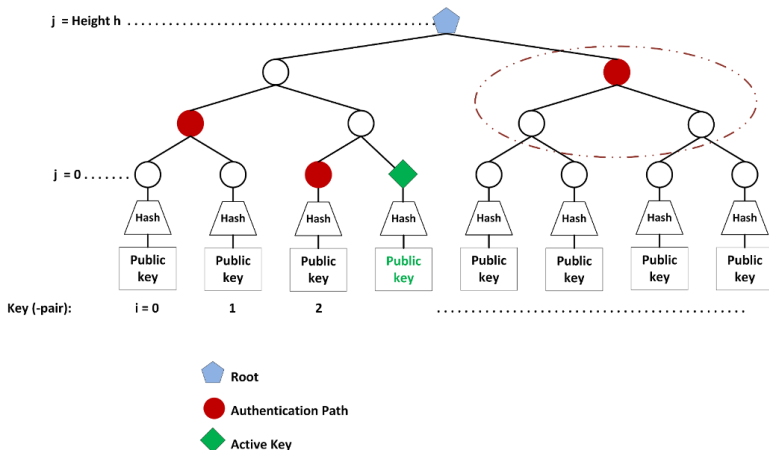 j = Height h . . . . . . . . . . . . . . . . . . . . . . . . . . . . . . . . . . . . . . . .
j = 0 . . . . . . .
Hash Hash Hash Hash Hash Hash Hash Hash
Public Public Public Public Public Public Public Public
key key key key key key key key
Key (-pair): i = 0 1 2 . . . . . . . . . . . . . . . . . . . . . . . . . . . . . . . . . . . . . . . . . . . .
Root
Authentication Path
Active Key